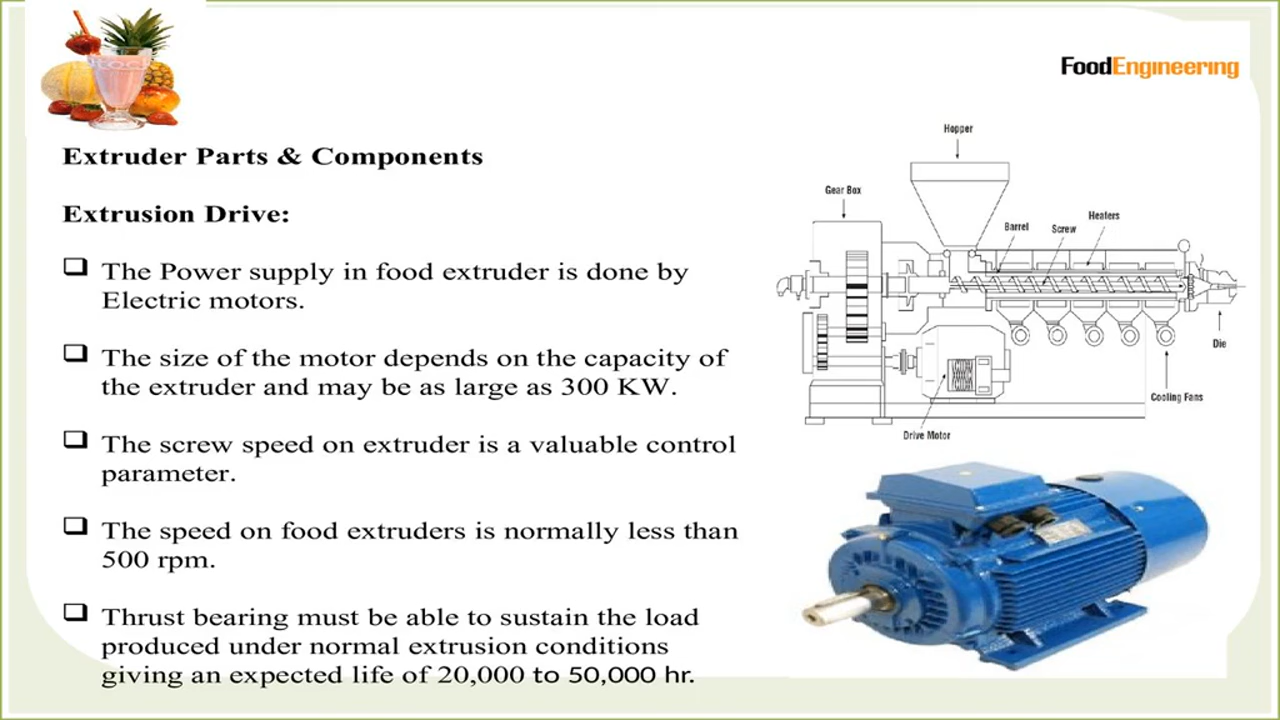 FoodEngineering
Extruder Parts & Components
Extrusion Drive:
The Power supply in food extruder is done by
Electric motors.
The size of the motor depends on the capacity of
the extruder and may be as large as 300 KW.
The screw speed on extruder is a valuable control
parameter.
The speed on food extruders is normally less than
500 rpm.
Thrust bearing must be able to sustain the load
produced under normal extrusion conditions
giving an expected life of 20,000 to 50,000 hr.
Hopper
Gear Box
Heaters
Barrel
Screw
Die
Cooling Fans
Drive Motor